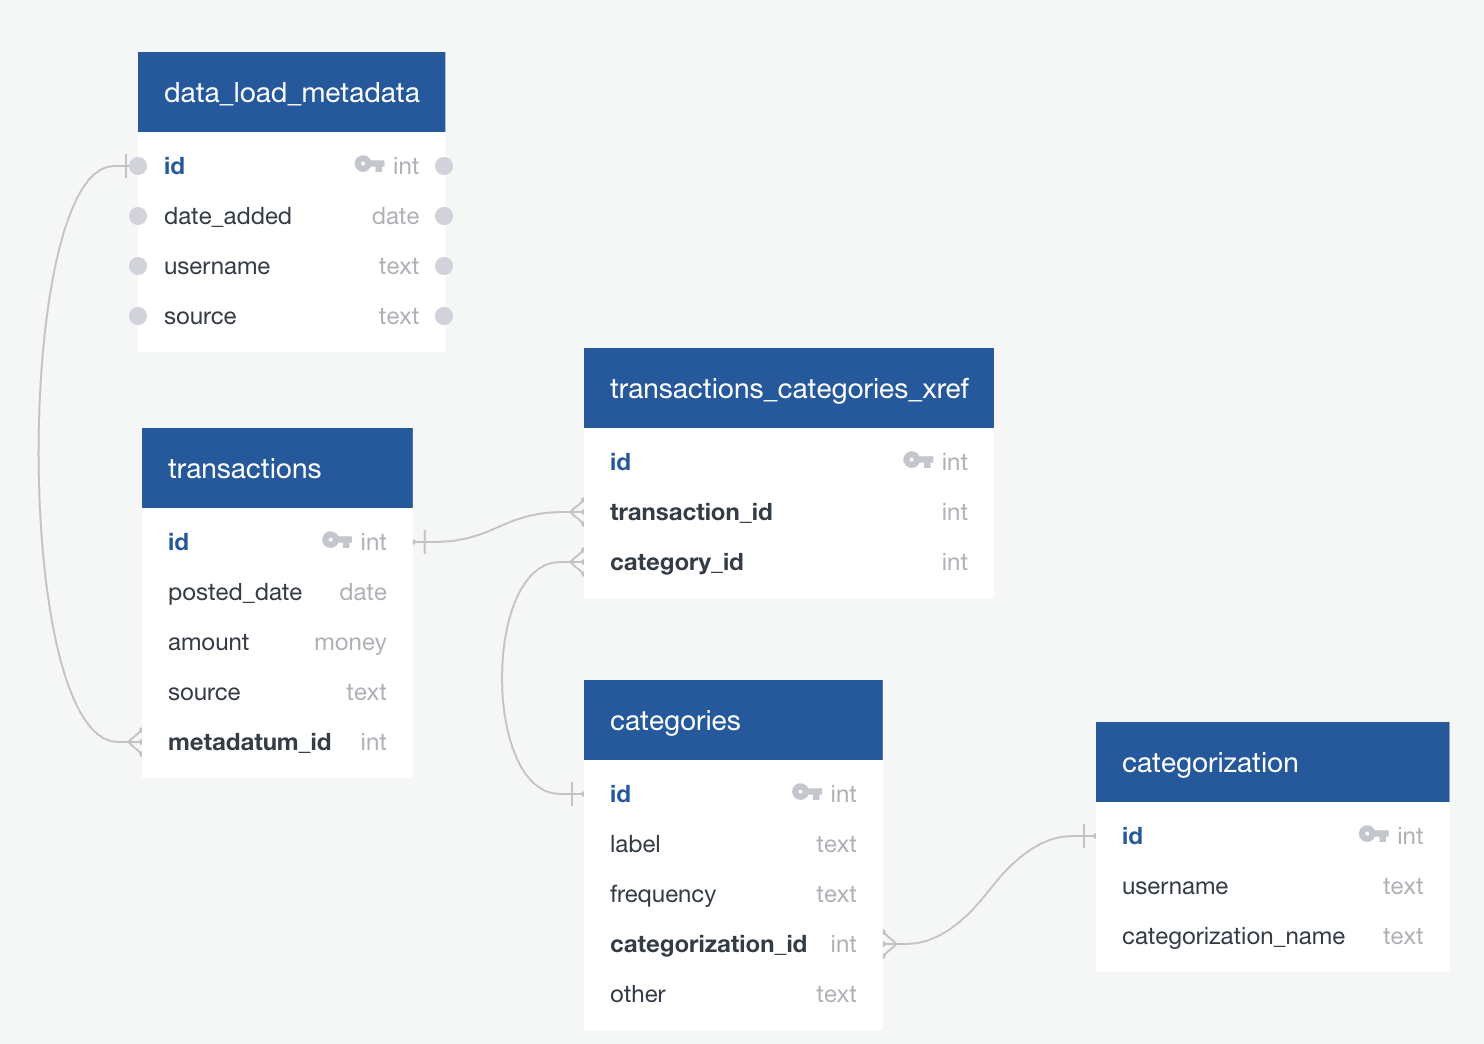 data_load_metadata
id int
date_added date
username text
source text
transactions
id int
posted_date date
amount money
source text
metadatum_id int
transactions_categories_xref
id int
transaction_id int
category_id int
categories
id int
label text
frequency text
categorization_id int
other text
categorization
id int
username text
categorization_name text